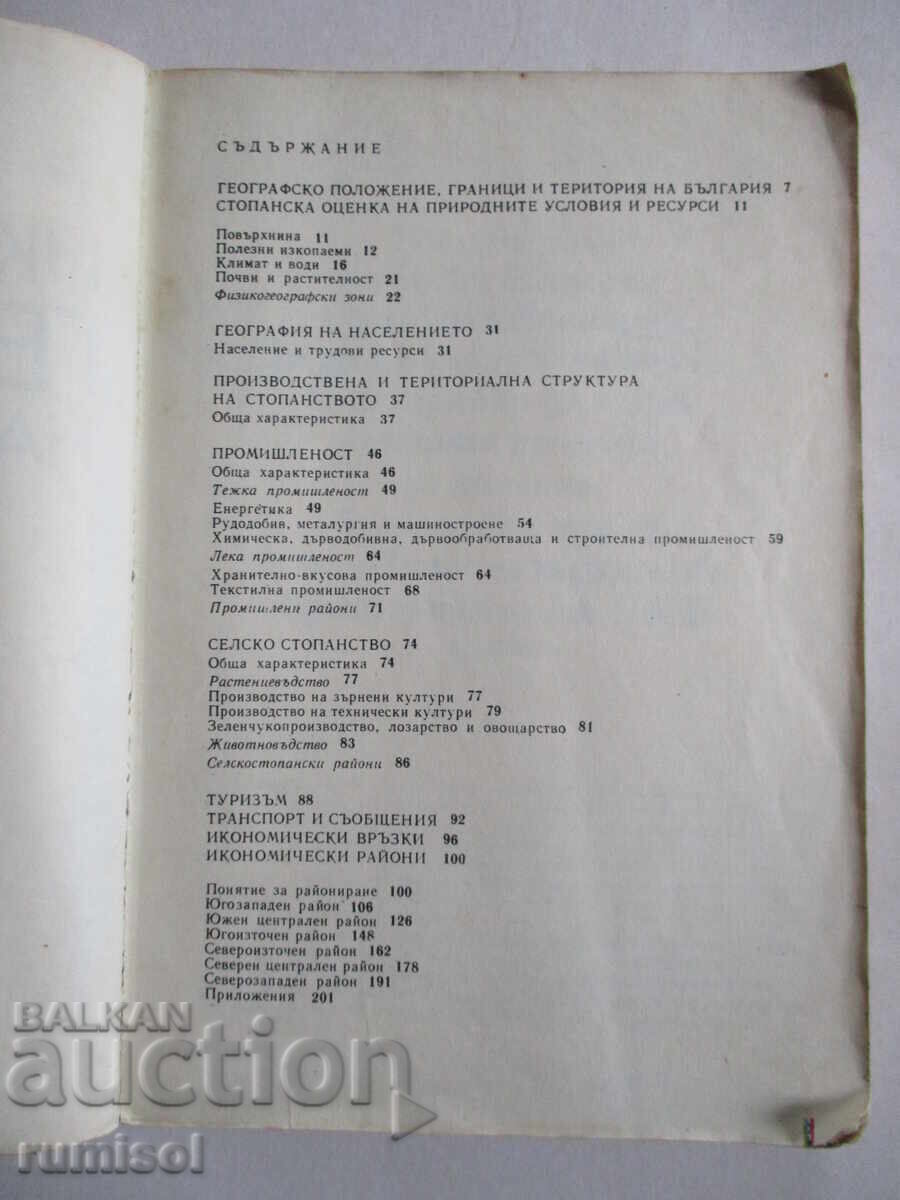 СЪДЪРЖАНИЕ
ГЕОГРАФСКО ПОЛОЖЕНИЕ, ГРАНИЦИ И ТЕРИТОРИЯ НА БЪЛГАРИЯ 7
СТОПАНСКА ОЦЕНКА НА ПРИРОДНИТЕ УСЛОВИЯ И РЕСУРСИ 11
Повърхнина 11
Полезни изкопаеми 12
Климат и води 16
Почви и растителност 21
Физикогеографски зони 22
ГЕОГРАФИЯ НА НАСЕЛЕНИЕТО 31
Население и трудови ресурси 31
ПРОИЗВОДСТВЕНА И ТЕРИТОРИАЛНА СТРУКТУРА
НА СТОПАНСТВОТО 37
Обща характеристика 37
ПРОМИШЛЕНОСТ 46
Обща характеристика 46
Тежка промишленост 49
Енергетика 49
Рудодобив, металургия и машиностроене 54
Химическа, дърводобивна, дървообработваща и строителна промишленост 59
Лека промишленост 64
Хранително-вкусова промишленост 64
Текстилна промишленост 68
Промишлени райони 71
СЕЛСКО СТОПАНСТВО 74
Обща характеристика 74
Растениевъдство 77
Производство на зърнени култури 77
Производство на технически култури 79
Зеленчукопроизводство, лозарство и овощарство 81
Животновъдство 83
Селскостопански райони 86
ТУРИЗЪМ 88
ТРАНСПОРТ И СЪОБЩЕНИЯ 92
ИКОНОМИЧЕСКИ ВРЪЗКИ 96
ИКОНОМИЧЕСКИ РАЙОНИ 100
Понятие за райониране 100
Югозападен район 106
Южен централен район 126
Югоизточен район 148
Североизточен район 162
Северен централен район 178
Северозападен район 191
Приложения 201
BALKAN
auction
rumisol